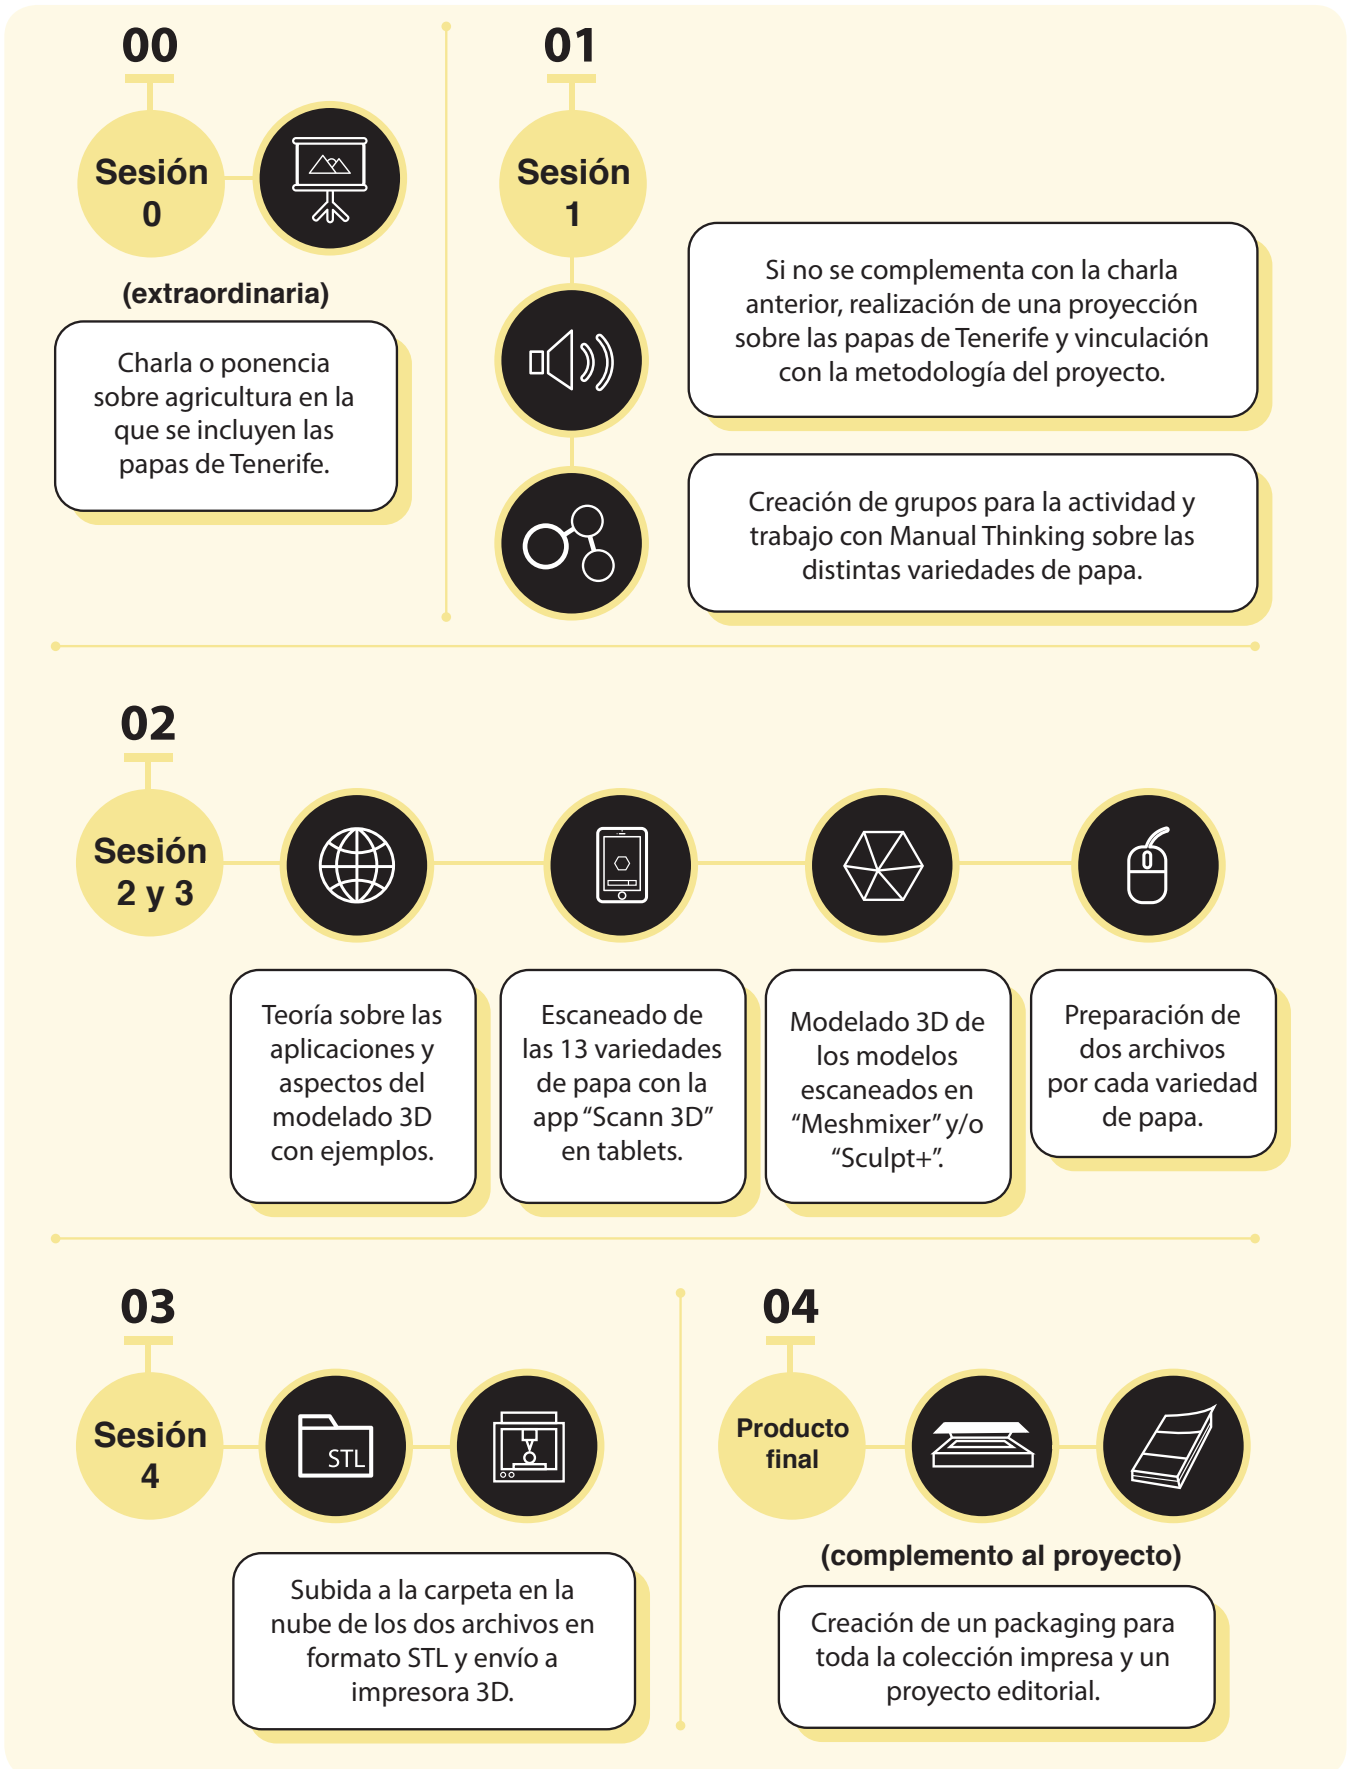 00
Sesión
0
(extraordinaria)
Charla o ponencia
sobre agricultura en la
que se incluyen las
papas de Tenerife.
01
Sesión
1
Si no se complementa con la charla
anterior, realización de una proyección
sobre las papas de Tenerife y vinculación
con la metodología del proyecto.
Creación de grupos para la actividad y
trabajo con Manual Thinking sobre las
distintas variedades de papa.
02
Sesión
2 y 3
Teoría sobre las
aplicaciones y
aspectos del
modelado 3D
con ejemplos.
Escaneado de
las 13 variedades
de papa con la
app “Scann 3D”
en tablets.
Modelado 3D de
los modelos
escaneados en
“Meshmixer” y/o
“Sculpt+”.
Preparación de
dos archivos
por cada variedad
de papa.
03
Sesión
4
STL
Subida a la carpeta en la
nube de los dos archivos en
formato STL y envío a
impresora 3D.
04
Producto
final
(complemento al proyecto)
Creación de un packaging para
toda la colección impresa y un
proyecto editorial.